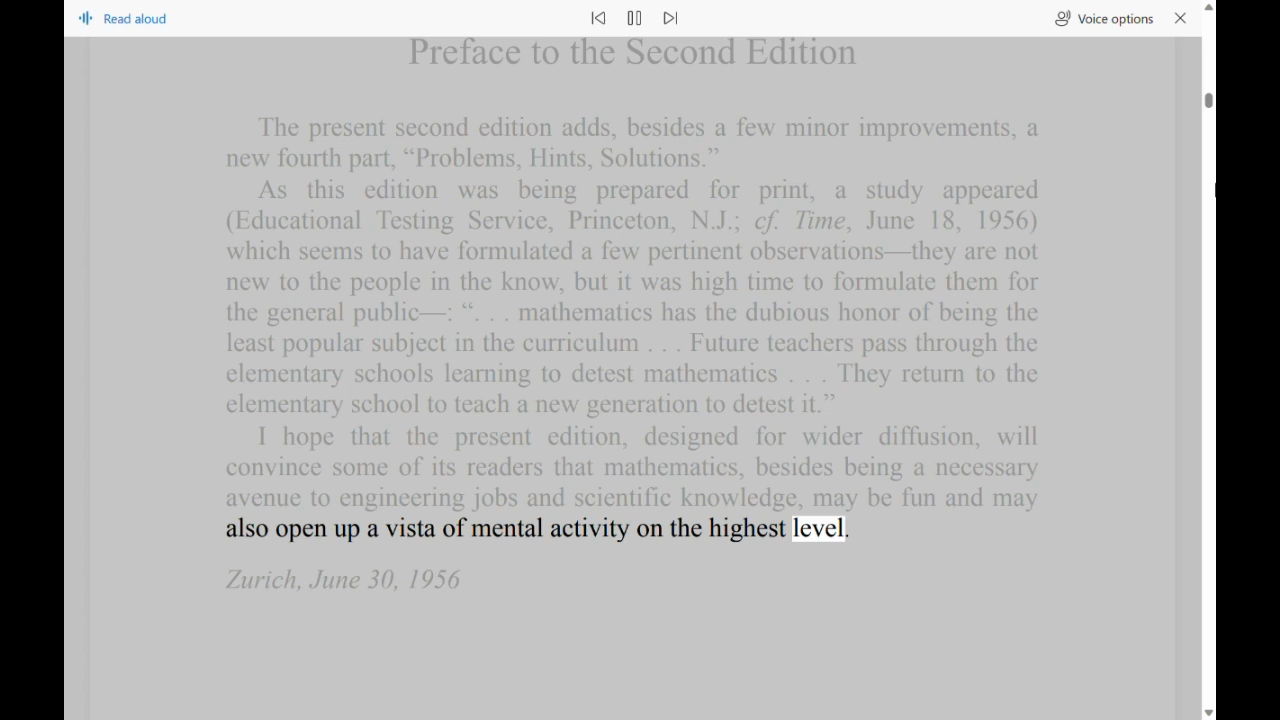 Read aloud
Voice options
Preface to the Second Edition
The present second edition adds, besides a few minor improvements, a
new fourth part, “Problems, Hints, Solutions.”
As this edition was being prepared for print, a study appeared
(Educational Testing Service, Princeton, N.J.; cf. Time, June 18, 1956)
which seems to have formulated a few pertinent observations—they are not
new to the people in the know, but it was high time to formulate them for
the general public—: “. . . mathematics has the dubious honor of being the
least popular subject in the curriculum . . . Future teachers pass through the
elementary schools learning to detest mathematics . . . They return to the
elementary school to teach a new generation to detest it.”
I hope that the present edition, designed for wider diffusion, will
convince some of its readers that mathematics, besides being a necessary
avenue to engineering jobs and scientific knowledge, may be fun and may
also open up a vista of mental activity on the highest level.
Zurich, June 30, 1956